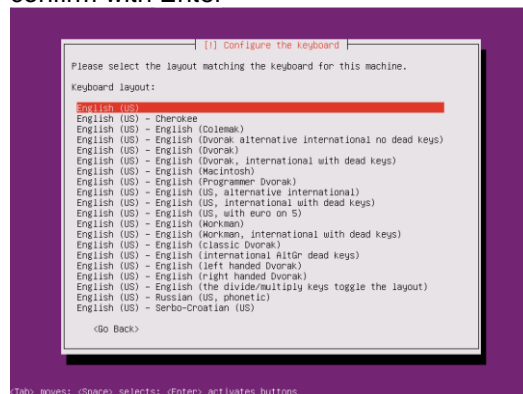 confirm with Enter
[!] Configure the keyboard
Please select the layout matching the keyboard for this machine.
Keyboard layout:
English (US)
English (US) - Cherokee
English (US) - English (Colemak)
English (US) - English (Dvorak alternative international no dead keys)
English (US) - English (Dvorak)
English (US) - English (Dvorak, international with dead keys)
English (US) - English (Macintosh)
English (US) - English (Programmer Dvorak)
English (US) - English (US, alternative international)
English (US) - English (US, international with dead keys)
English (US) - English (US, with euro on 5)
English (US) - English (Workman)
English (US) - English (Workman, international with dead keys)
English (US) - English (classic Dvorak)
English (US) - English (international AltGr dead keys)
English (US) - English (left handed Dvorak)
English (US) - English (right handed Dvorak)
English (US) - English (the divide/multiply keys toggle the layout)
English (US) - Russian (US, phonetic)
English (US) - Serbo-Croatian (US)
<Go Back>
<Tab> moves; <Space> selects; <Enter> activates buttons